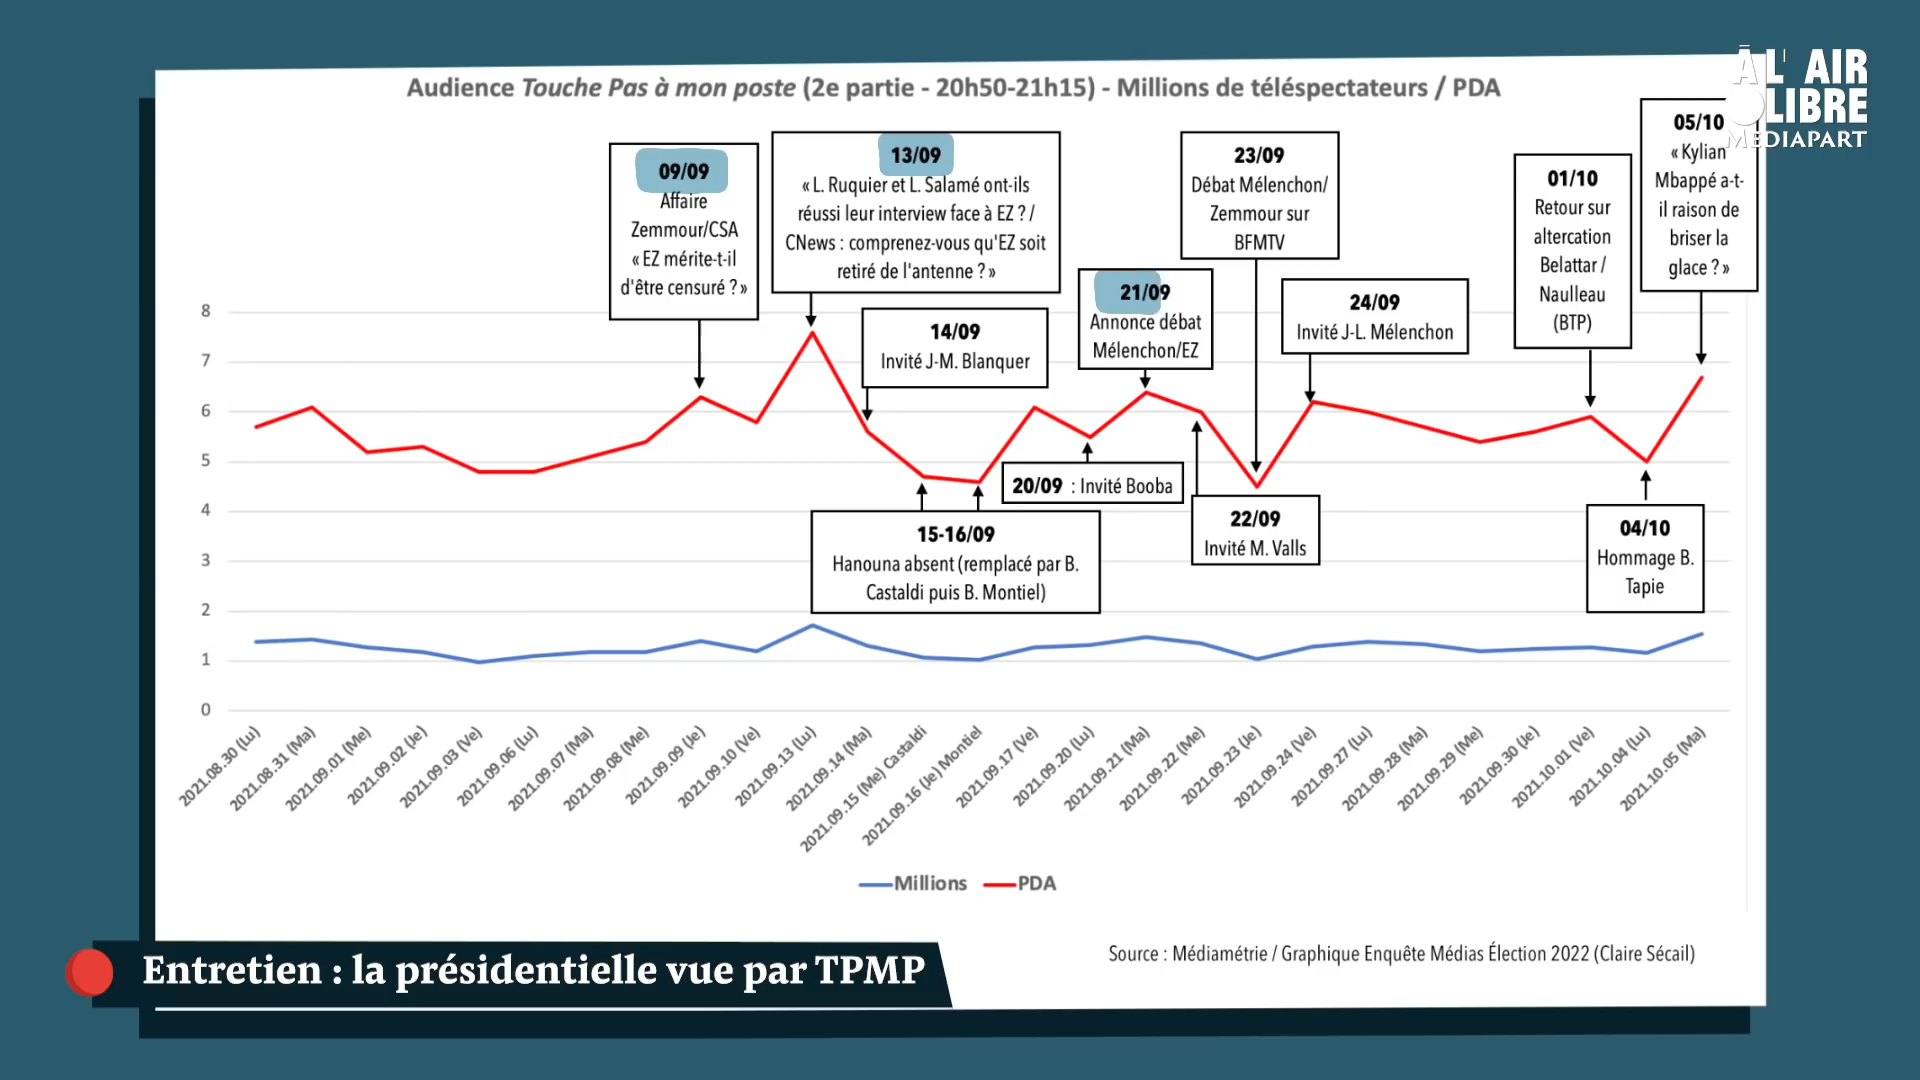 À L' AIR
LIBRE
MEDIAPART
Audience Touche Pas à mon poste (2e partie - 20h50-21h15) - Millions de téléspectateurs / PDA
09/09
Affaire
Zemmour/CSA
« EZ mérite-t-il
d'être censuré ? »
13/09
« L. Ruquier et L. Salamé ont-ils
réussi leur interview face à EZ ? /
CNews : comprenez-vous qu'EZ soit
retiré de l'antenne ? »
14/09
Invité J-M. Blanquer
15-16/09
Hanouna absent (remplacé par B.
Castaldi puis B. Montiel)
20/09 : Invité Booba
21/09
Annonce débat
Mélenchon/EZ
22/09
Invité M. Valls
23/09
Débat Mélenchon/
Zemmour sur
BFMTV
24/09
Invité J-L. Mélenchon
01/10
Retour sur
altercation
Belattar /
Naulleau
(BTP)
04/10
Hommage B.
Tapie
05/10
« Kylian
Mbappé a-t-
il raison de
briser la
glace ? »
8
7
6
5
4
3
2
1
0
2021.08.30 (Lu)
2021.08.31 (Ma)
2021.09.01 (Me)
2021.09.02 (Je)
2021.09.03 (Ve)
2021.09.06 (Lu)
2021.09.07 (Ma)
2021.09.08 (Me)
2021.09.09 (Je)
2021.09.10 (Ve)
2021.09.13 (Lu)
2021.09.14 (Ma)
2021.09.15 (Me) Castaldi
2021.09.16 (Je) Montiel
2021.09.17 (Ve)
2021.09.20 (Lu)
2021.09.21 (Ma)
2021.09.22 (Me)
2021.09.23 (Je)
2021.09.24 (Ve)
2021.09.27 (Lu)
2021.09.28 (Ma)
2021.09.29 (Me)
2021.09.30 (Je)
2021.10.01 (Ve)
2021.10.04 (Lu)
2021.10.05 (Ma)
Millions PDA
Source : Médiamétrie / Graphique Enquête Médias Élection 2022 (Claire Sécail)
Entretien : la présidentielle vue par TPMP